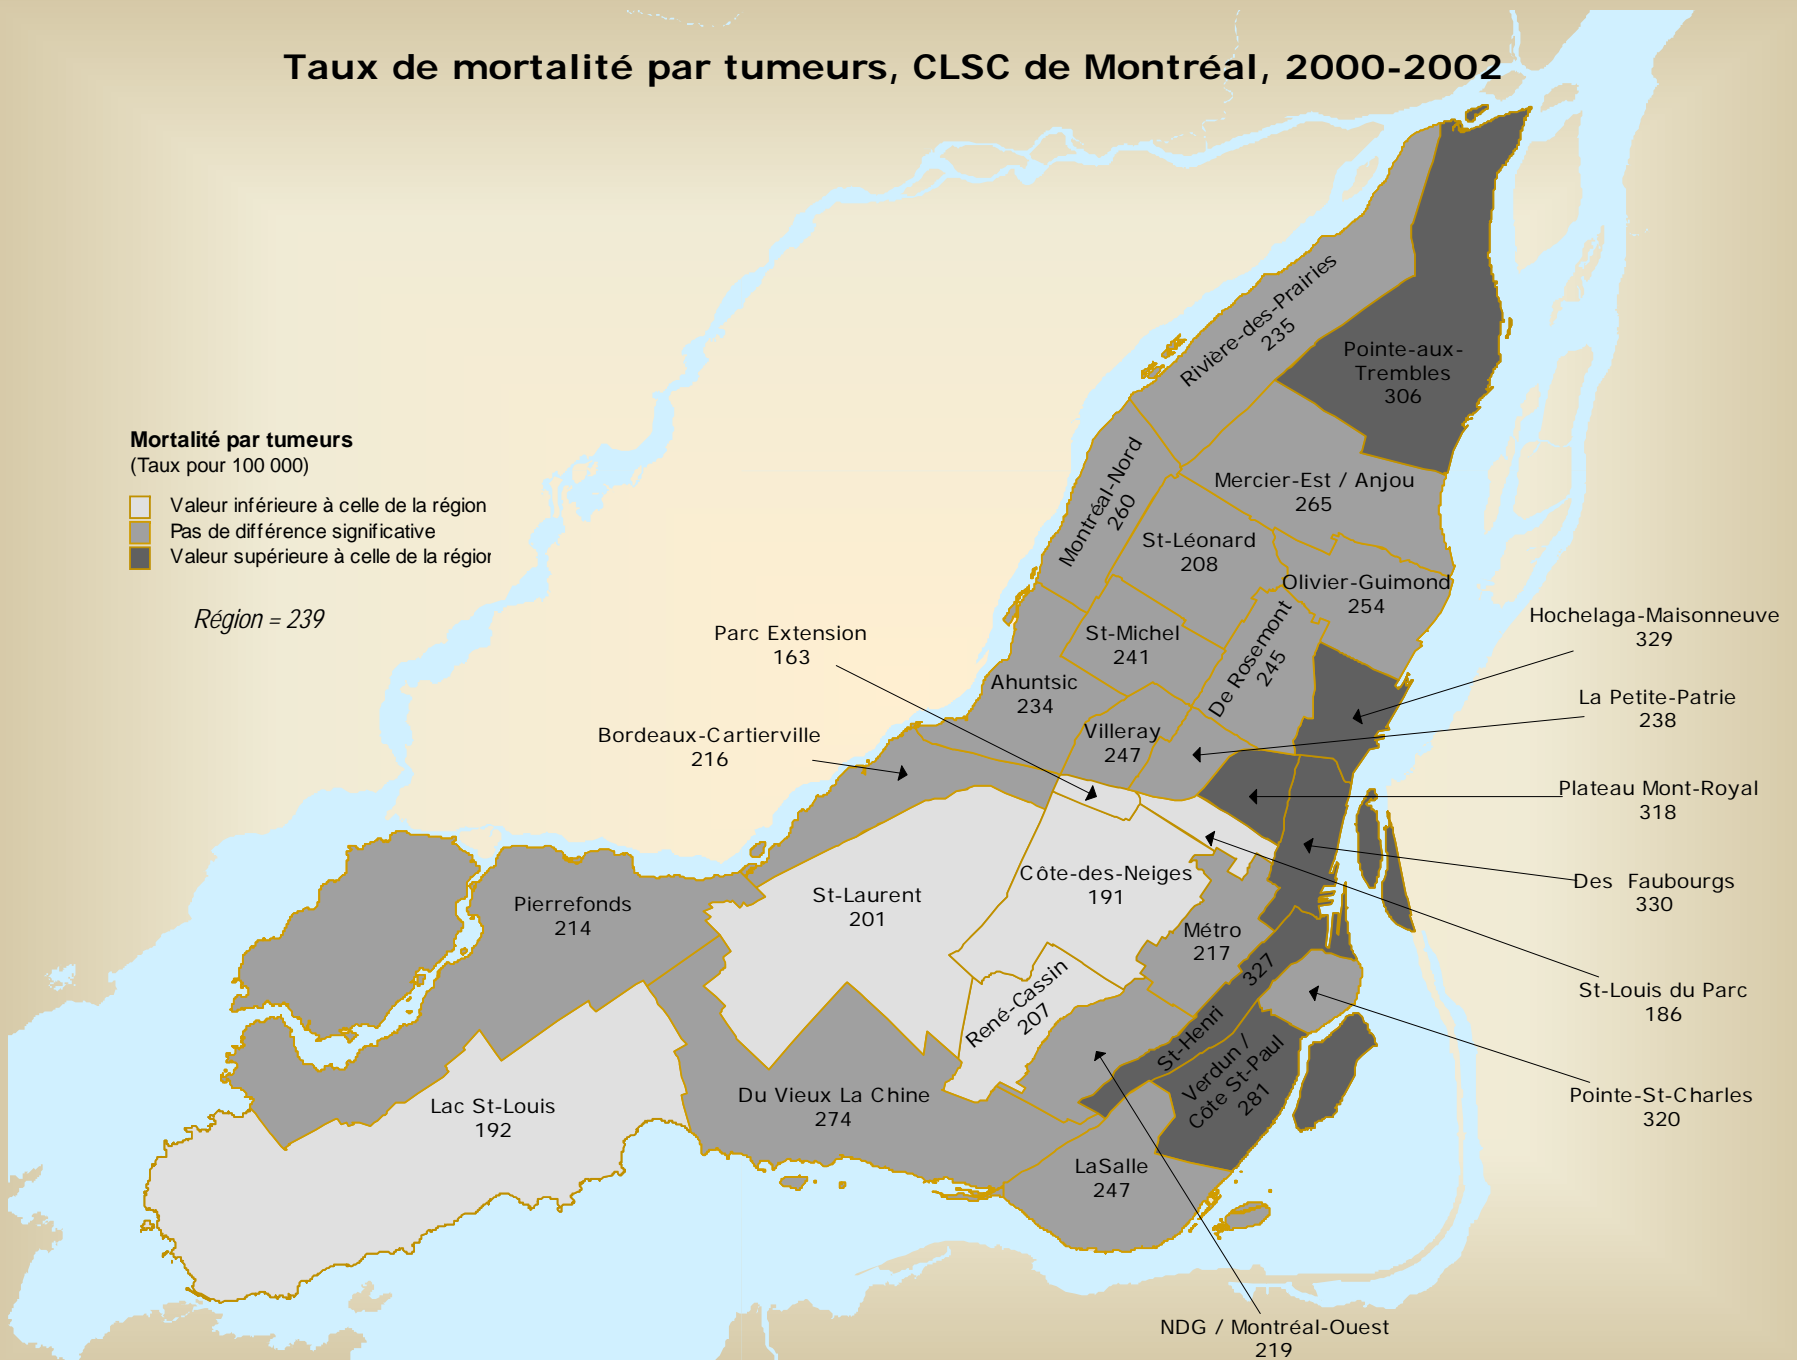 Taux de mortalité par tumeurs, CLSC de Montréal, 2000-2002
Mortalité par tumeurs
(Taux pour 100 000)
Valeur inférieure à celle de la région
Pas de différence significative
Valeur supérieure à celle de la région
Région = 239
Rivière-des-Prairies
235
Pointe-aux-
Trembles
306
Montréal-Nord
260
Mercier-Est / Anjou
265
St-Léonard
208
Olivier-Guimond
254
Hochelaga-Maisonneuve
329
Parc Extension
163
St-Michel
241
De Rosemont
245
Ahuntsic
234
La Petite-Patrie
238
Bordeaux-Cartierville
216
Villeray
247
Plateau Mont-Royal
318
Côte-des-Neiges
191
Des Faubourgs
330
St-Laurent
201
Pierrefonds
214
Métro
217
St-Henri
327
St-Louis du Parc
186
René-Cassin
207
Verdun /
Côte St-Paul
281
Pointe-St-Charles
320
Du Vieux La Chine
274
Lac St-Louis
192
LaSalle
247
NDG / Montréal-Ouest
219